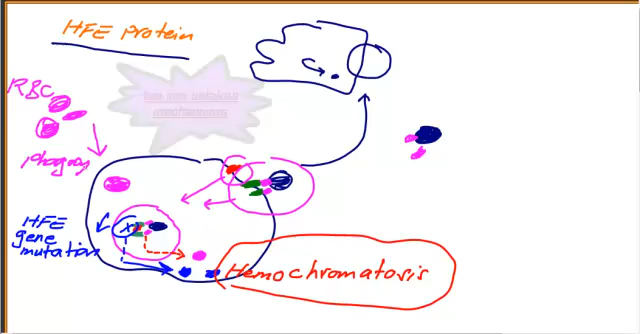 HFE protein
RBC
phagocy
HFE
gene
mutation
x
Hemochromatosis